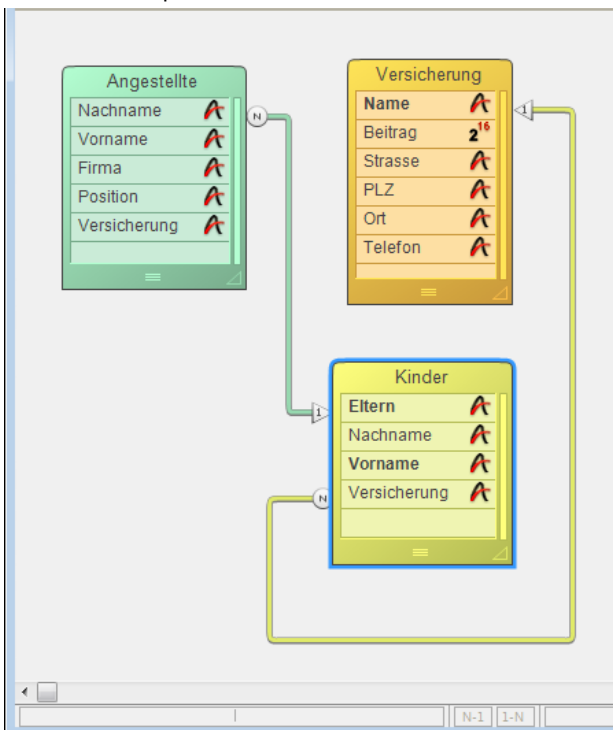 Angestellte
Nachname
Vorname
Firma
Position
Versicherung
N
Versicherung
Name
Beitrag 2^16
Strasse
PLZ
Ort
Telefon
1
Kinder
Eltern
Nachname
Vorname
Versicherung
1
N
N-1 1-N